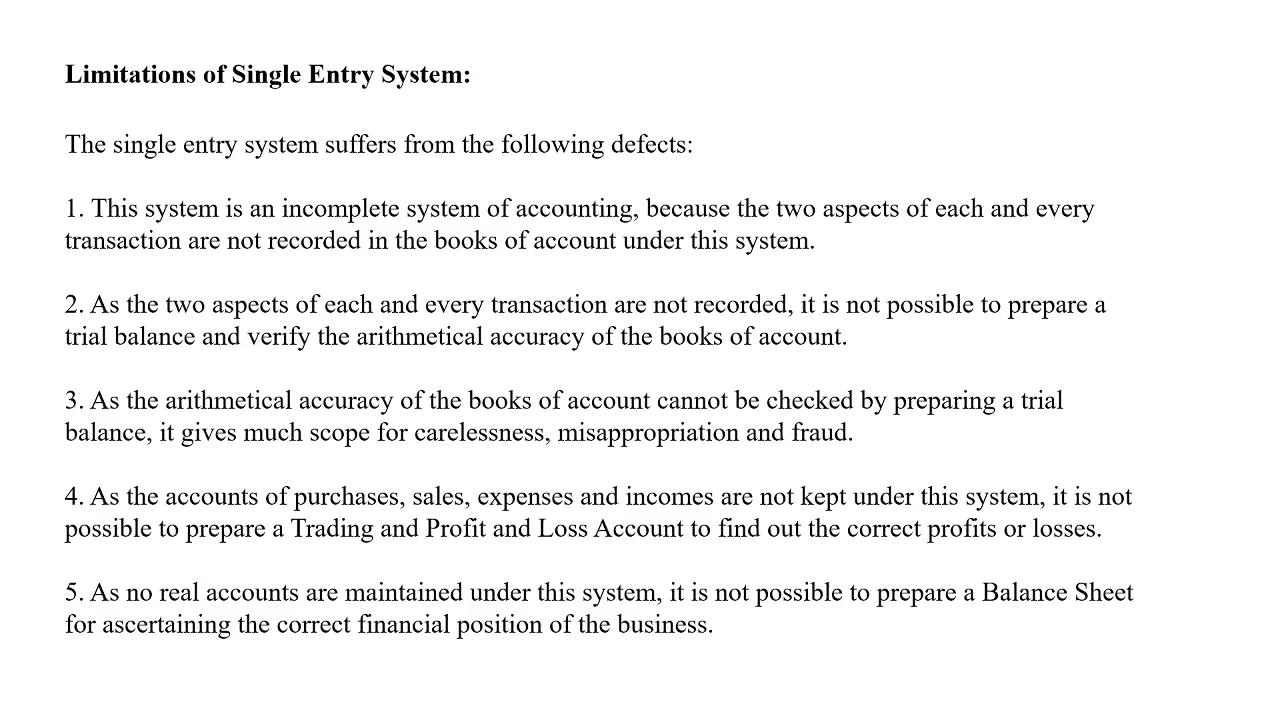 Limitations of Single Entry System:
The single entry system suffers from the following defects:
1. This system is an incomplete system of accounting, because the two aspects of each and every
transaction are not recorded in the books of account under this system.
2. As the two aspects of each and every transaction are not recorded, it is not possible to prepare a
trial balance and verify the arithmetical accuracy of the books of account.
3. As the arithmetical accuracy of the books of account cannot be checked by preparing a trial
balance, it gives much scope for carelessness, misappropriation and fraud.
4. As the accounts of purchases, sales, expenses and incomes are not kept under this system, it is not
possible to prepare a Trading and Profit and Loss Account to find out the correct profits or losses.
5. As no real accounts are maintained under this system, it is not possible to prepare a Balance Sheet
for ascertaining the correct financial position of the business.